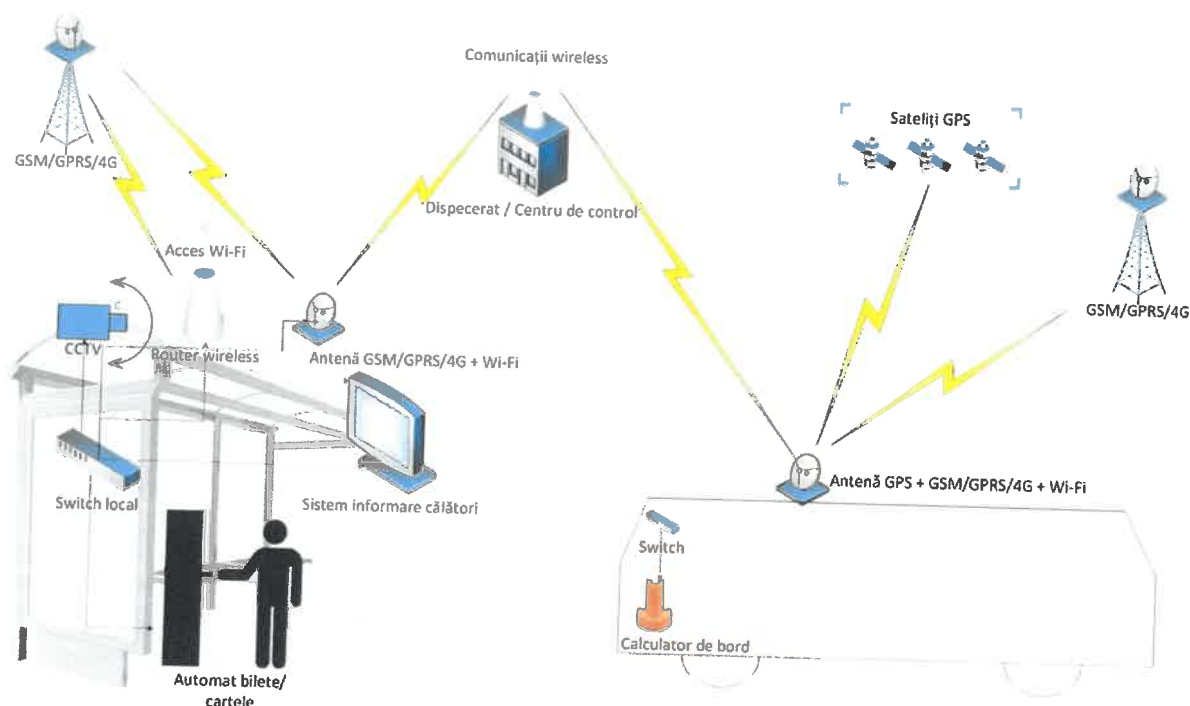 Comunicații wireless
Sateliți GPS
GSM/GPRS/4G
Dispecerat / Centru de control
Acces Wi-Fi
GSM/GPRS/4G
CCTV
Router wireless
Antenă GSM/GPRS/4G + Wi-Fi
Antenă GPS + GSM/GPRS/4G + Wi-Fi
Switch local
Sistem informare călători
Switch
Calculator de bord
Automat bilete/
cartele